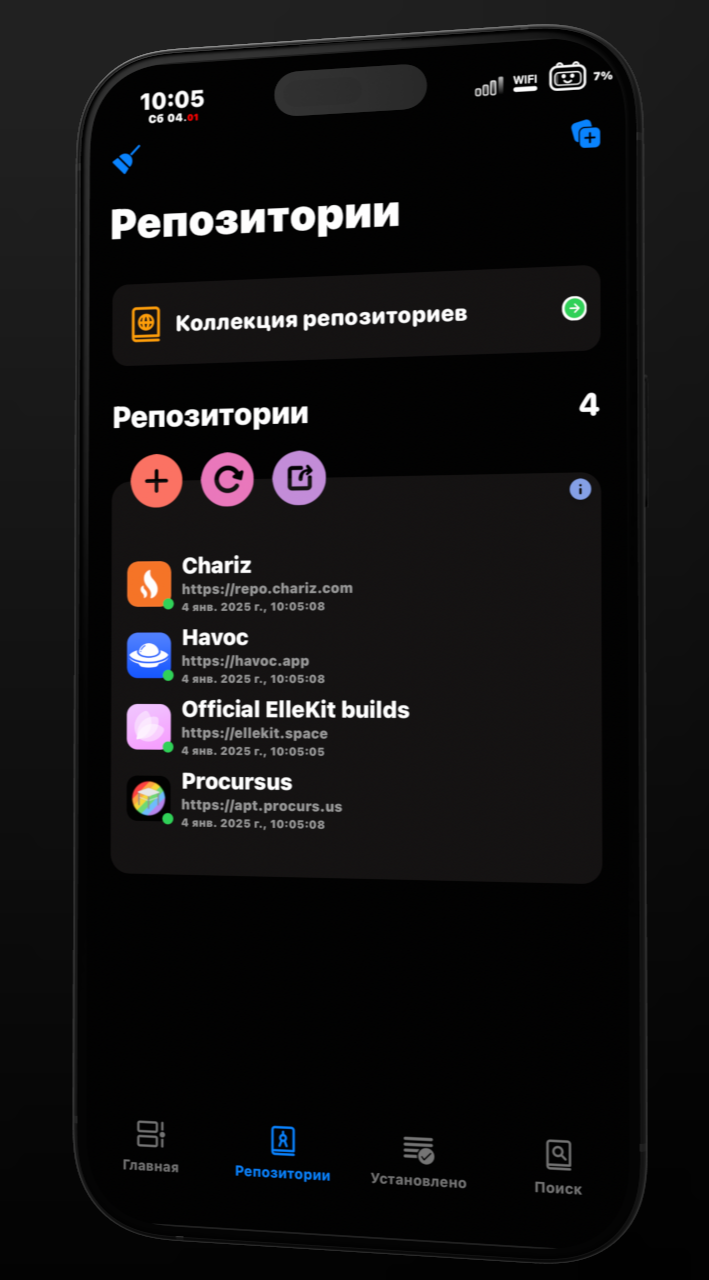 10:05
Сб 04.01
WIFI
7%
Репозитории
Коллекция репозиториев
Репозитории
4
Chariz
https://repo.chariz.com
4 янв. 2025 г., 10:05:08
Havoc
https://havoc.app
4 янв. 2025 г., 10:05:08
Official ElleKit builds
https://ellekit.space
4 янв. 2025 г., 10:05:05
Procursus
https://apt.procurs.us
4 янв. 2025 г., 10:05:08
Главная
Репозитории
Установлено
Поиск